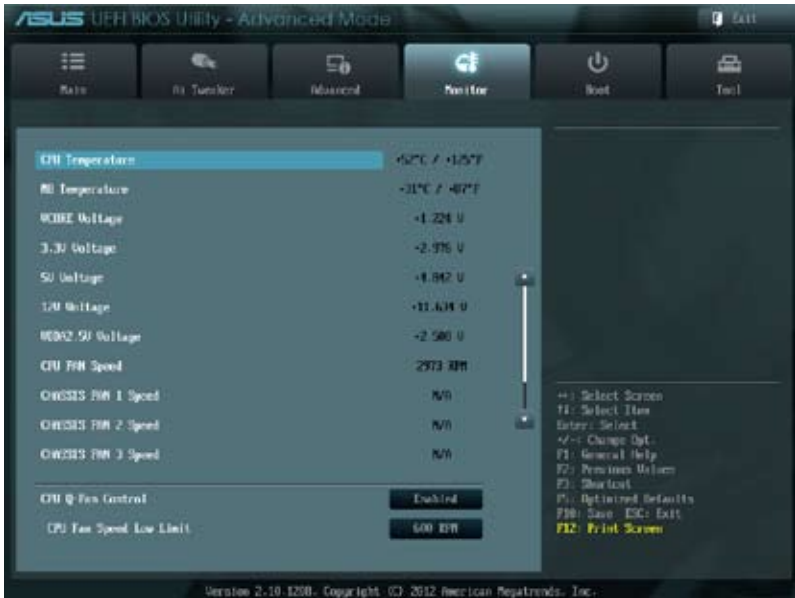 ASUS UEFI BIOS Utility - Advanced Mode
Exit
Main
Ai Tweaker
Advanced
Monitor
Boot
Tool
CPU Temperature +52°C / +125°F
MB Temperature +31°C / +87°F
VCORE Voltage +1.224 V
3.3V Voltage +2.976 V
5V Voltage +4.842 V
12V Voltage +11.634 V
VDDA2.5V Voltage +2.508 V
CPU FAN Speed 2973 RPM
CHASSIS FAN 1 Speed N/A
CHASSIS FAN 2 Speed N/A
CHASSIS FAN 3 Speed N/A
CPU Q-Fan Control Enabled
CPU Fan Speed Low Limit 600 RPM
→←: Select Screen
↑↓: Select Item
Enter: Select
+/-: Change Opt.
F1: General Help
F2: Previous Values
F3: Shortcut
F5: Optimized Defaults
F10: Save ESC: Exit
F12: Print Screen
Version 2.10.1208. Copyright (C) 2012 American Megatrends, Inc.